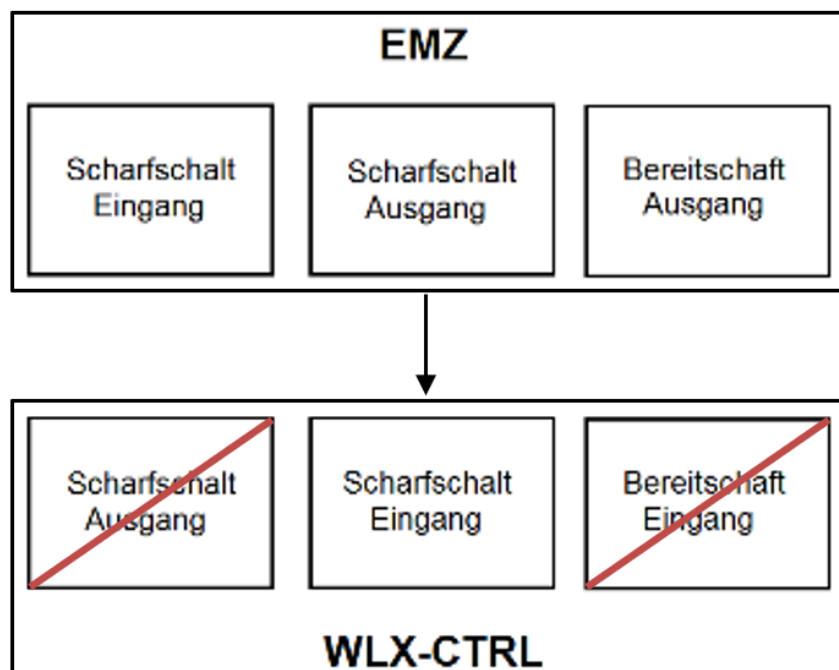 EMZ
Scharfschalt
Eingang
Scharfschalt
Ausgang
Bereitschaft
Ausgang
Scharfschalt
Ausgang
Scharfschalt
Eingang
Bereitschaft
Eingang
WLX-CTRL